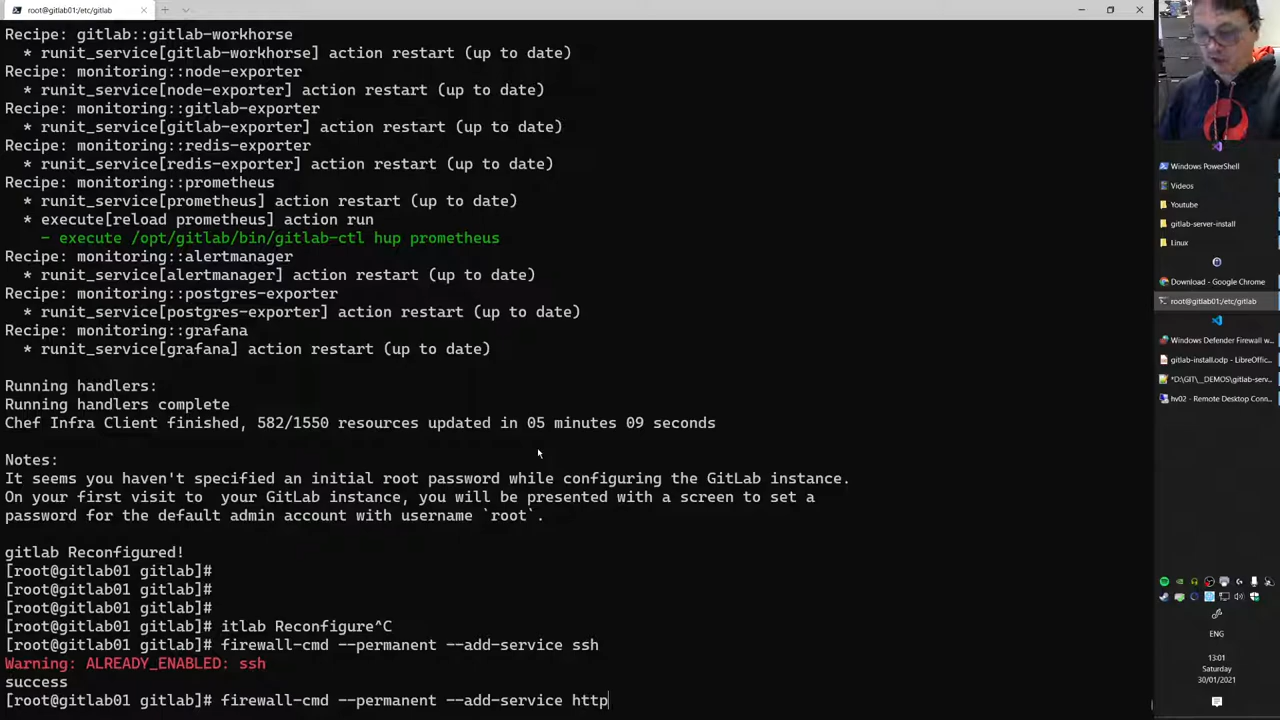 root@gitlab01:/etc/gitlab
Recipe: gitlab::gitlab-workhorse
* runit_service[gitlab-workhorse] action restart (up to date)
Recipe: monitoring::node-exporter
* runit_service[node-exporter] action restart (up to date)
Recipe: monitoring::gitlab-exporter
* runit_service[gitlab-exporter] action restart (up to date)
Recipe: monitoring::redis-exporter
* runit_service[redis-exporter] action restart (up to date)
Recipe: monitoring::prometheus
* runit_service[prometheus] action restart (up to date)
* execute[reload prometheus] action run
- execute /opt/gitlab/bin/gitlab-ctl hup prometheus
Recipe: monitoring::alertmanager
* runit_service[alertmanager] action restart (up to date)
Recipe: monitoring::postgres-exporter
* runit_service[postgres-exporter] action restart (up to date)
Recipe: monitoring::grafana
* runit_service[grafana] action restart (up to date)
Running handlers:
Running handlers complete
Chef Infra Client finished, 582/1550 resources updated in 05 minutes 09 seconds
Notes:
It seems you haven't specified an initial root password while configuring the GitLab instance.
On your first visit to  your GitLab instance, you will be presented with a screen to set a
password for the default admin account with username `root`.
gitlab Reconfigured!
[root@gitlab01 gitlab]#
[root@gitlab01 gitlab]#
[root@gitlab01 gitlab]#
[root@gitlab01 gitlab]# itlab Reconfigure^C
[root@gitlab01 gitlab]# firewall-cmd --permanent --add-service ssh
Warning: ALREADY_ENABLED: ssh
success
[root@gitlab01 gitlab]# firewall-cmd --permanent --add-service http
Windows PowerShell
Videos
Youtube
gitlab-server-install
Linux
Download - Google Chrome
root@gitlab01:/etc/gitlab
Windows Defender Firewall w...
gitlab-install.odp - LibreOffic...
*D:\GIT\__DEMOS\gitlab-serv...
hv02 - Remote Desktop Conn...
ENG
13:01
Saturday
30/01/2021